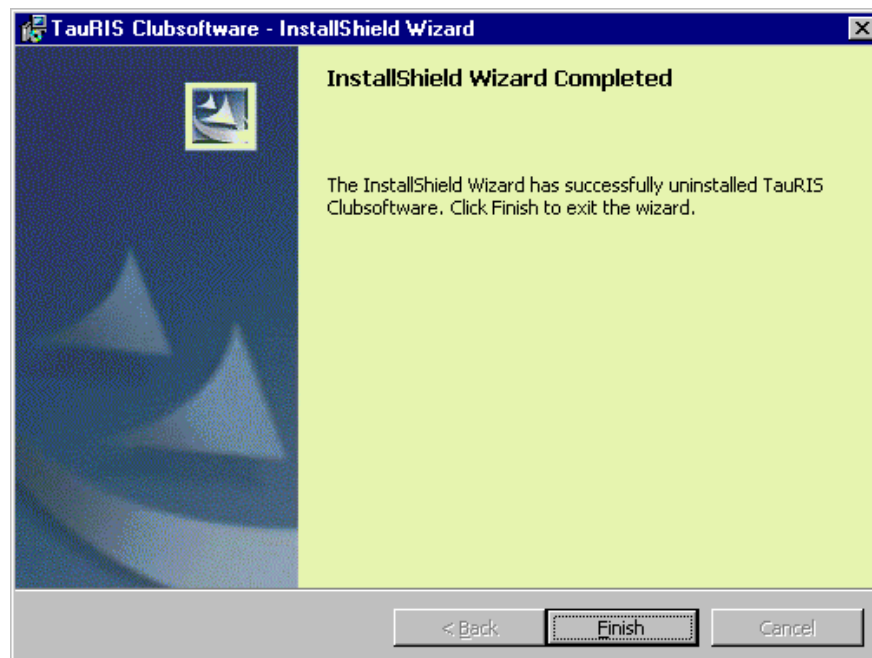 TauRIS Clubsoftware - InstallShield Wizard
InstallShield Wizard Completed
The InstallShield Wizard has successfully uninstalled TauRIS
Clubsoftware. Click Finish to exit the wizard.
< Back Finish Cancel